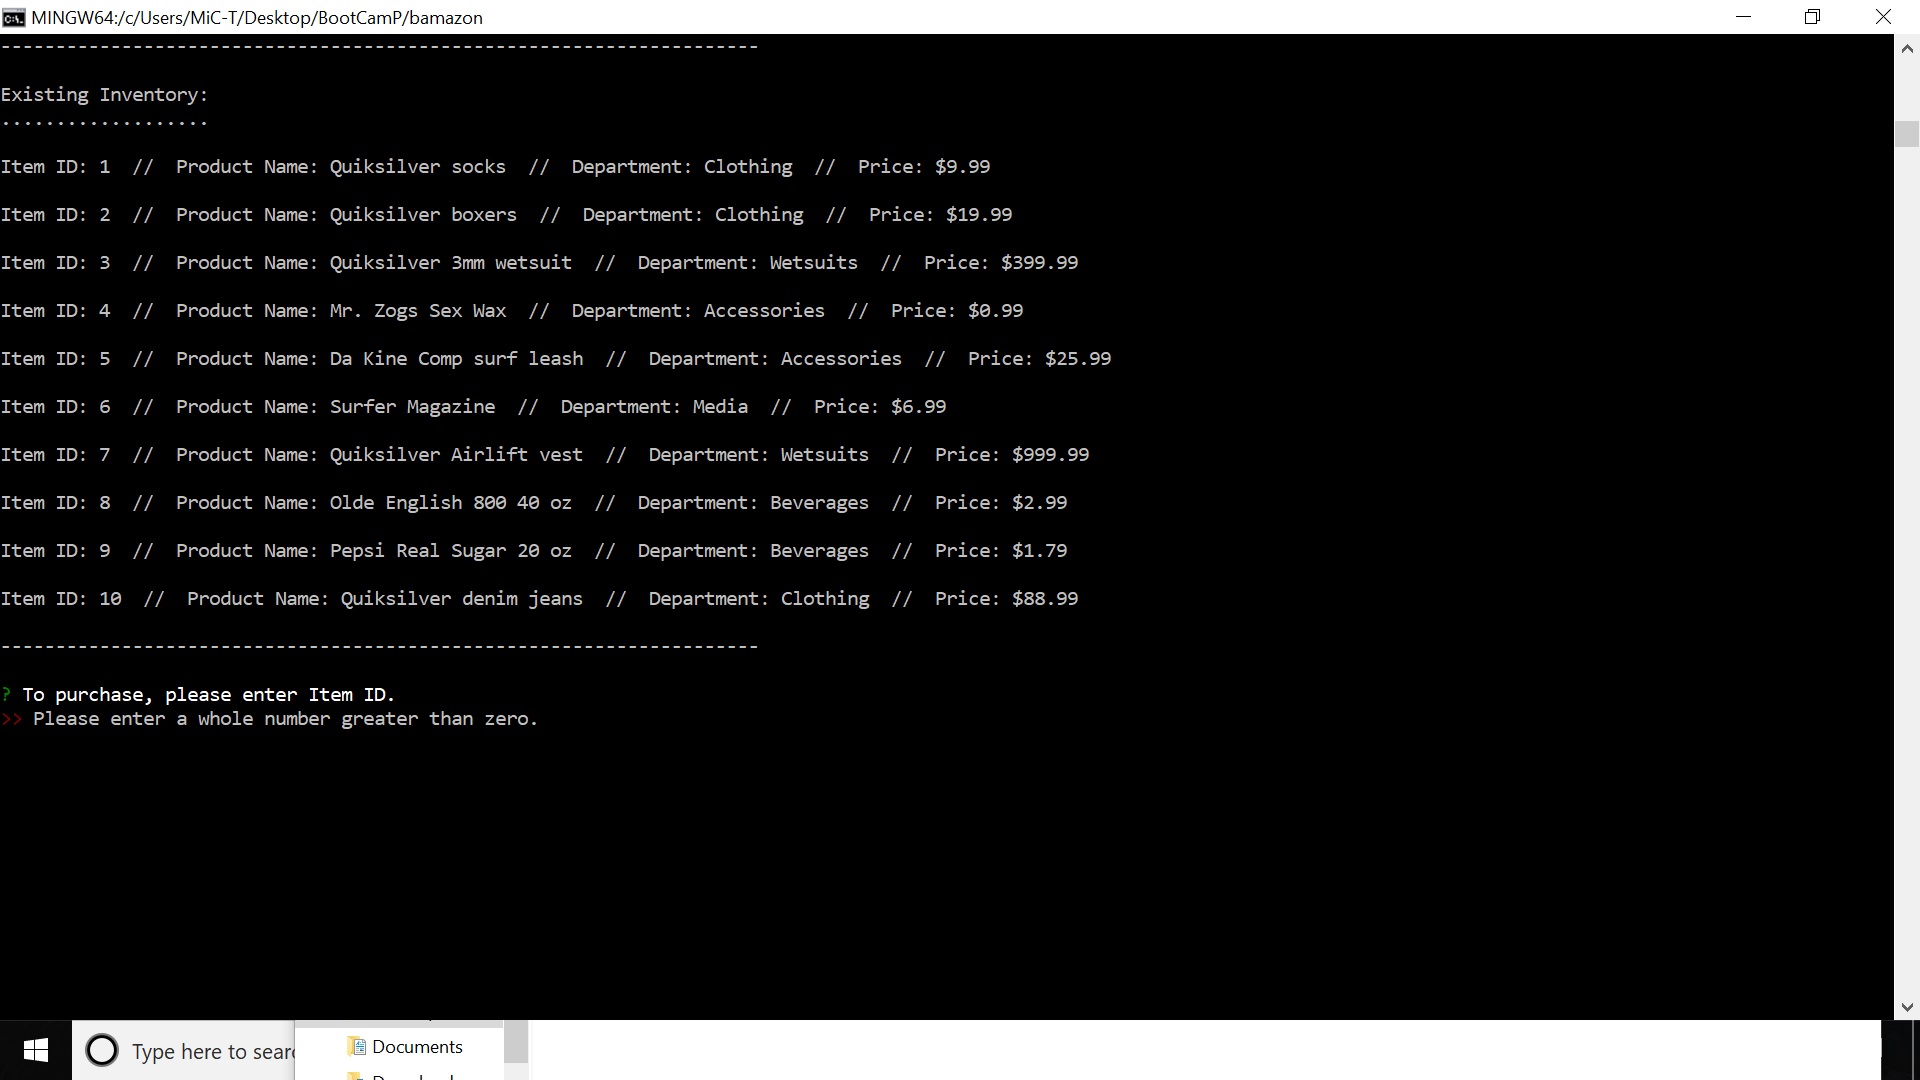 MINGW64:/c/Users/MiC-T/Desktop/BootCamP/bamazon
---------------------------------------------------------------------
Existing Inventory:
...................
Item ID: 1  //  Product Name: Quiksilver socks  //  Department: Clothing  //  Price: $9.99
Item ID: 2  //  Product Name: Quiksilver boxers  //  Department: Clothing  //  Price: $19.99
Item ID: 3  //  Product Name: Quiksilver 3mm wetsuit  //  Department: Wetsuits  //  Price: $399.99
Item ID: 4  //  Product Name: Mr. Zogs Sex Wax  //  Department: Accessories  //  Price: $0.99
Item ID: 5  //  Product Name: Da Kine Comp surf leash  //  Department: Accessories  //  Price: $25.99
Item ID: 6  //  Product Name: Surfer Magazine  //  Department: Media  //  Price: $6.99
Item ID: 7  //  Product Name: Quiksilver Airlift vest  //  Department: Wetsuits  //  Price: $999.99
Item ID: 8  //  Product Name: Olde English 800 40 oz  //  Department: Beverages  //  Price: $2.99
Item ID: 9  //  Product Name: Pepsi Real Sugar 20 oz  //  Department: Beverages  //  Price: $1.79
Item ID: 10  //  Product Name: Quiksilver denim jeans  //  Department: Clothing  //  Price: $88.99
---------------------------------------------------------------------
? To purchase, please enter Item ID.
>> Please enter a whole number greater than zero.
Type here to sear
Documents